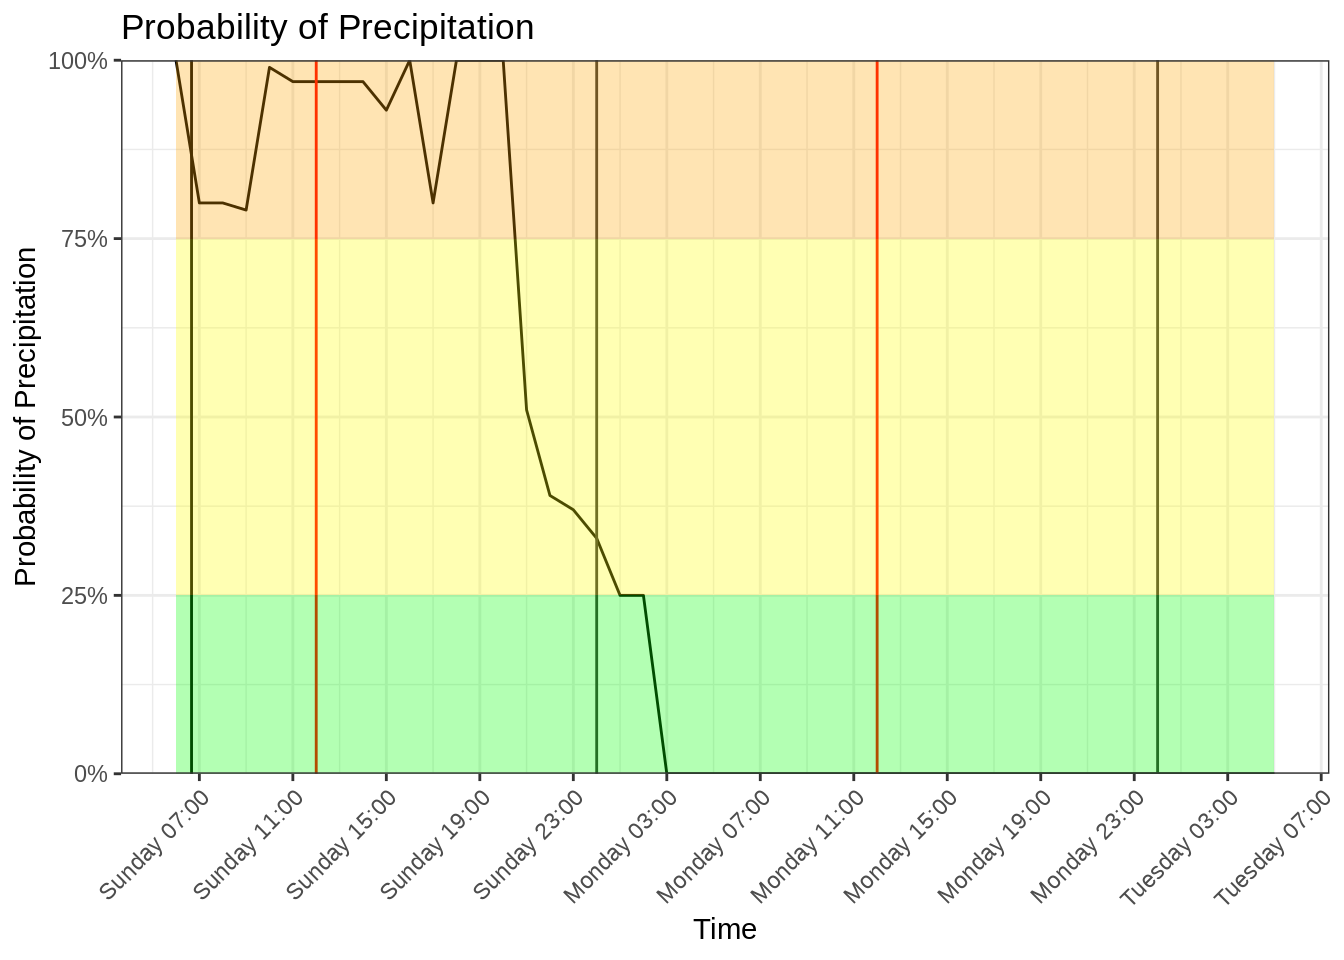 Probability of Precipitation
Probability of Precipitation
100%
75%
50%
25%
0%
Sunday 07:00
Sunday 11:00
Sunday 15:00
Sunday 19:00
Sunday 23:00
Monday 03:00
Monday 07:00
Monday 11:00
Monday 15:00
Monday 19:00
Monday 23:00
Tuesday 03:00
Tuesday 07:00
Time